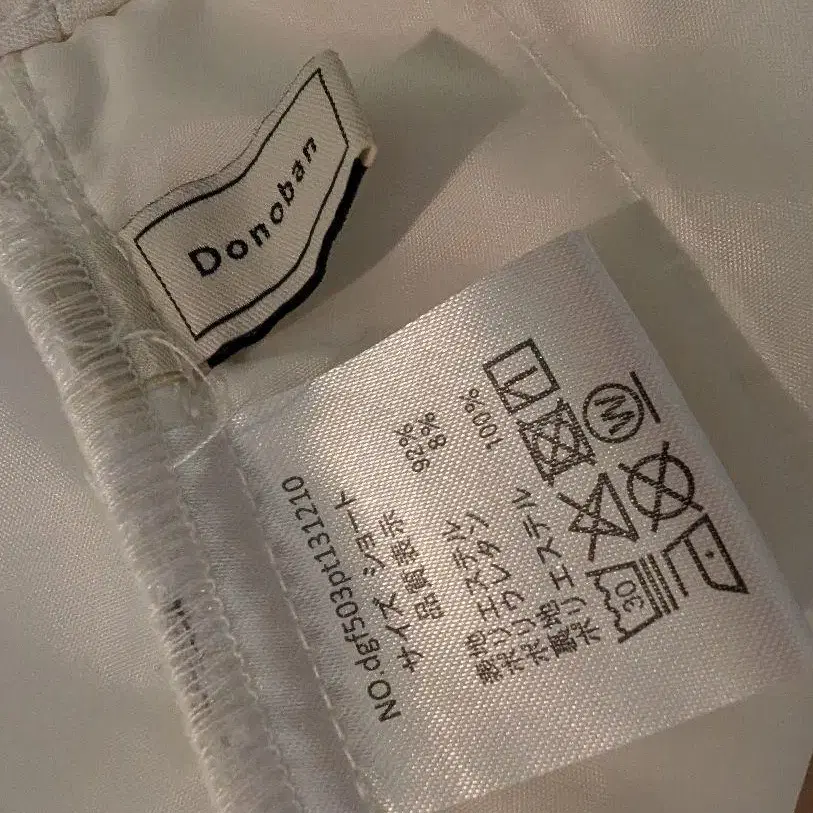 Donoban
NO.dgf503pt131210
サイズ ショート
品質表示
表地
ポリエステル 92%
ポリウレタン 8%
裏地
ポリエステル 100%
30
W